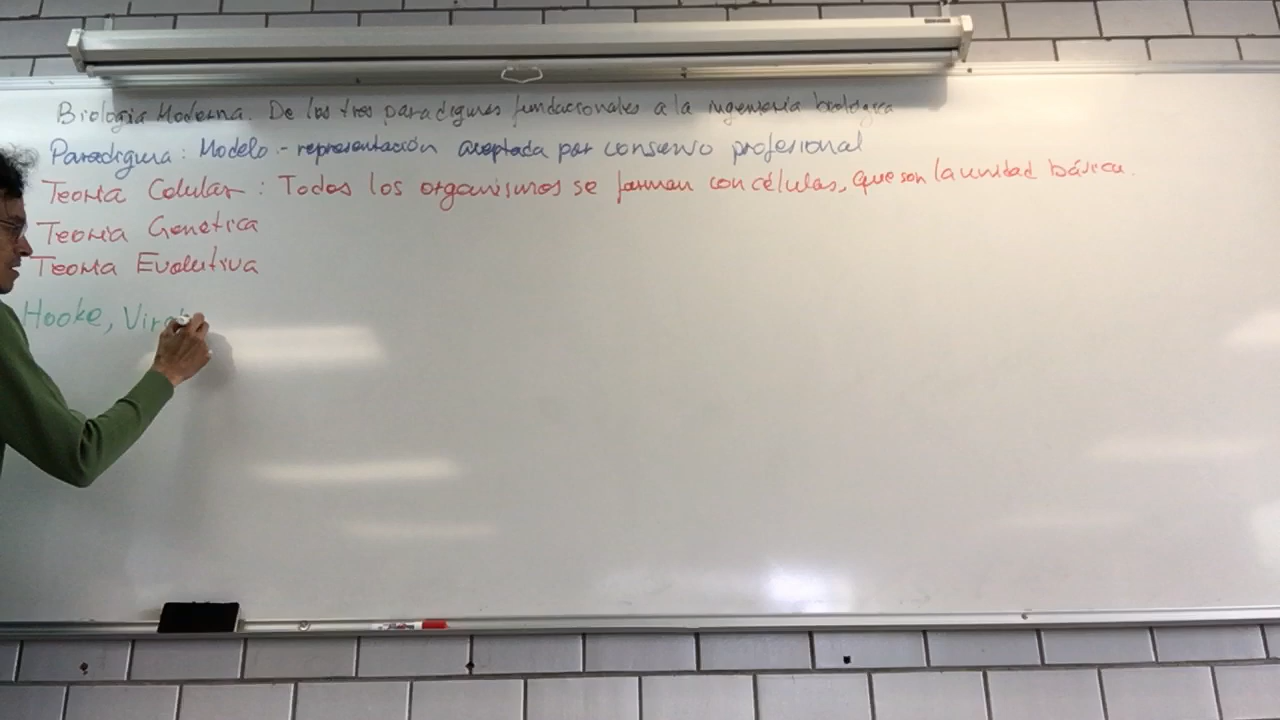 Biología Moderna. De los tres paradigmas fundacionales a la ingeniería biológica
Paradigma: Modelo - representación aceptada por consenso profesional
Teoría Celular: Todos los organismos se forman con células, que son la unidad básica.
Teoría Genética
Teoría Evolutiva
Hooke,